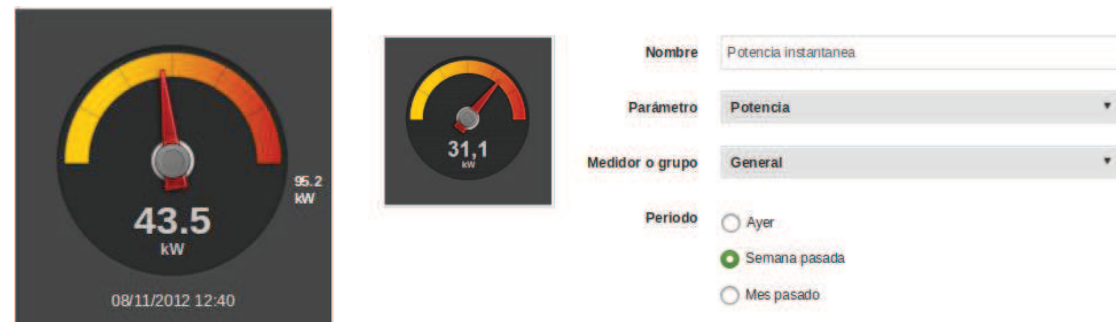 95.2
kW
43.5
kW
08/11/2012 12:40
31,1
kW
Nombre Potencia instantanea
Parámetro Potencia
Medidor o grupo General
Periodo Ayer
Semana pasada
Mes pasado